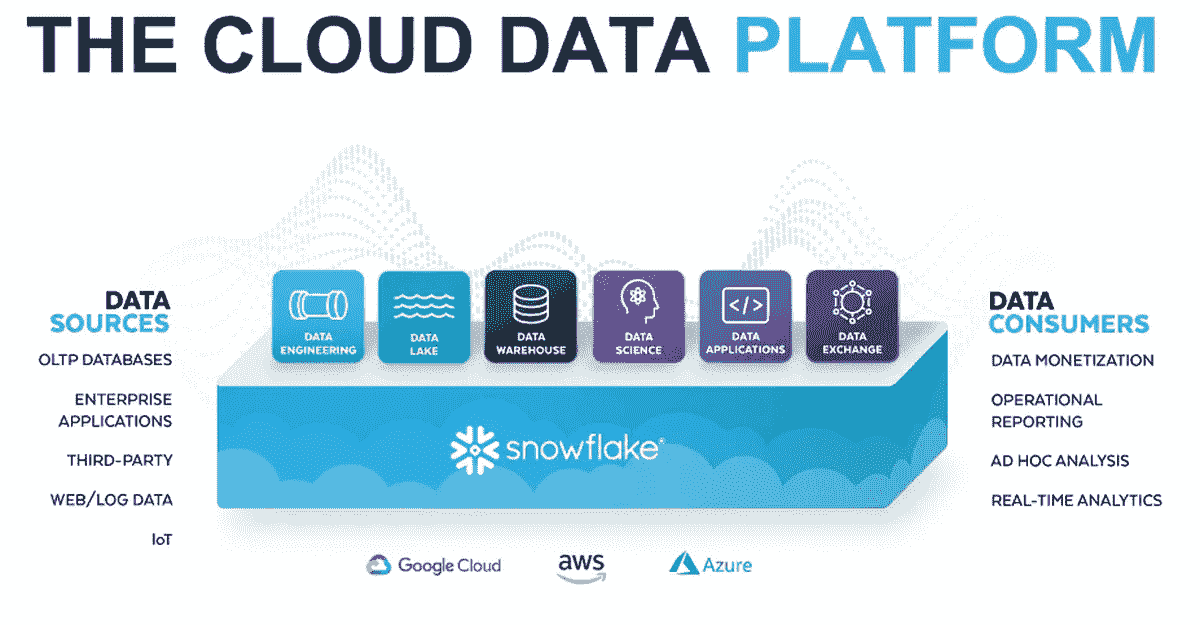 THE CLOUD DATA PLATFORM
DATA
SOURCES
OLTP DATABASES
ENTERPRISE
APPLICATIONS
THIRD-PARTY
WEB/LOG DATA
IoT
DATA
ENGINEERING
DATA
LAKE
DATA
WAREHOUSE
DATA
SCIENCE
</>
DATA
APPLICATIONS
DATA
EXCHANGE
snowflake®
DATA
CONSUMERS
DATA MONETIZATION
OPERATIONAL
REPORTING
AD HOC ANALYSIS
REAL-TIME ANALYTICS
Google Cloud
aws
Azure